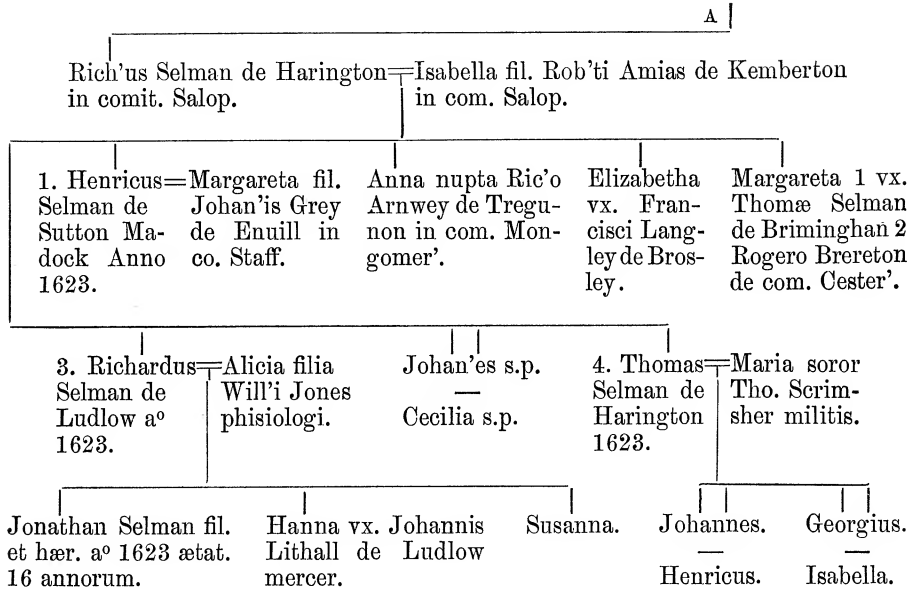 A
Rich'us Selman de Harington=Isabella fil. Rob'ti Amias de Kemberton
in comit. Salop.
in com. Salop.
1. Henricus=
Selman de
Sutton Ma-
dock Anno
1623.
Margareta fil.
Johan'is Grey
de Enuill in
co. Staff.
Anna nupta Ric'o
Arnwey de Tregu-
non in com. Mon-
gomer'.
Elizabetha
vx. Fran-
cisci Lang-
ley de Bros-
ley.
Margareta 1 vx.
Thomæ Selman
de Briminghan 2
Rogero Brereton
de com. Cester'.
3. Richardus=
Selman de
Ludlow aº
1623.
Alicia filia
Will'i Jones
phisiologi.
Johan'es s.p.
—
Cecilia s.p.
4. Thomas=
Selman de
Harington
1623.
Maria soror
Tho. Scrim-
sher militis.
Jonathan Selman fil.
et hær. aº 1623 ætat.
16 annorum.
Hanna vx. Johannis
Lithall de Ludlow
mercer.
Susanna.
Johannes.
—
Henricus.
Georgius.
—
Isabella.